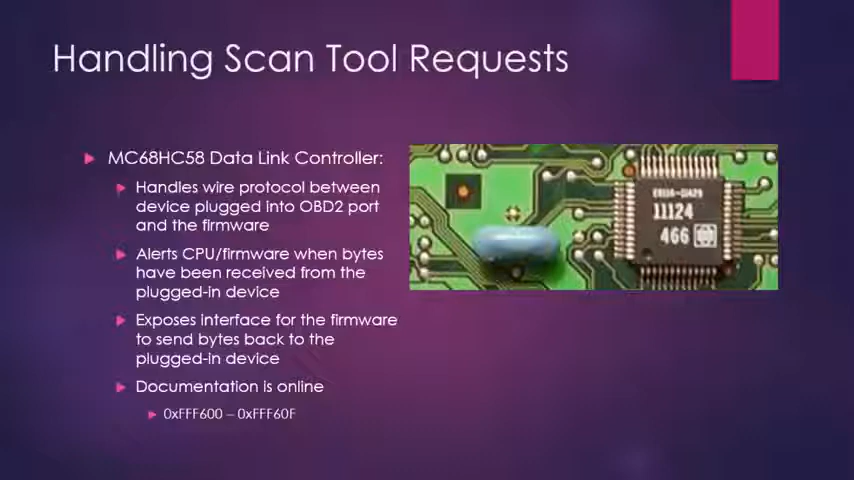 Handling Scan Tool Requests
MC68HC58 Data Link Controller:
Handles wire protocol between
device plugged into OBD2 port
and the firmware
Alerts CPU/firmware when bytes
have been received from the
plugged-in device
Exposes interface for the firmware
to send bytes back to the
plugged-in device
Documentation is online
0xFFF600 – 0xFFF60F
11124
466